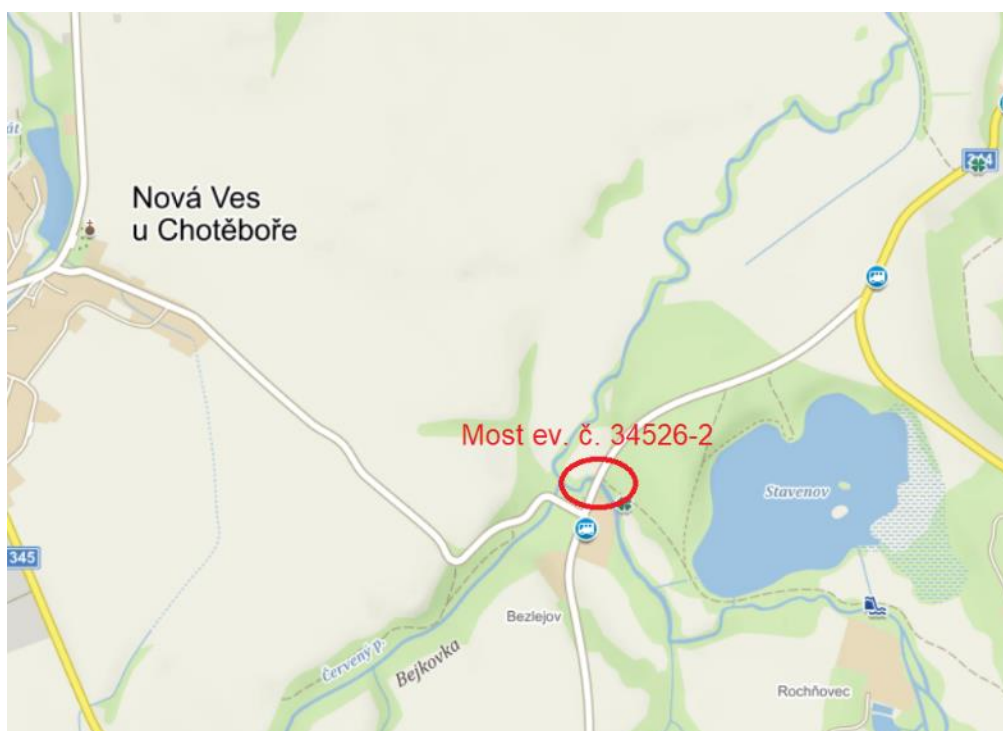 Nová Ves
u Chotěboře
Most ev. č. 34526-2
Stavenov
345
Bezlejov
Červený p.
Bejkovka
Rochňovec